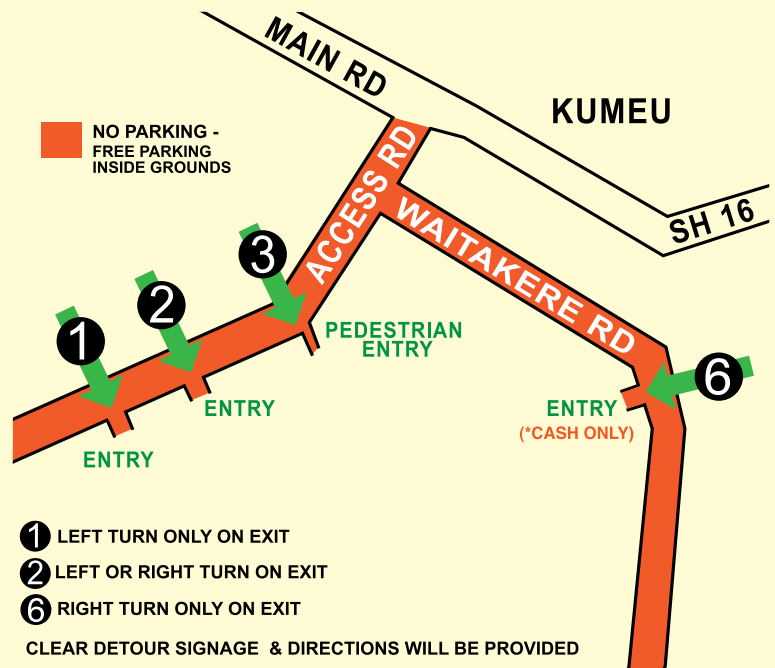 MAIN RD
KUMEU
NO PARKING -
FREE PARKING
INSIDE GROUNDS
ACCESS RD
WAITAKERE RD
SH 16
3
2
1
PEDESTRIAN
ENTRY
6
ENTRY
ENTRY
(*CASH ONLY)
ENTRY
1 LEFT TURN ONLY ON EXIT
2 LEFT OR RIGHT TURN ON EXIT
6 RIGHT TURN ONLY ON EXIT
CLEAR DETOUR SIGNAGE & DIRECTIONS WILL BE PROVIDED